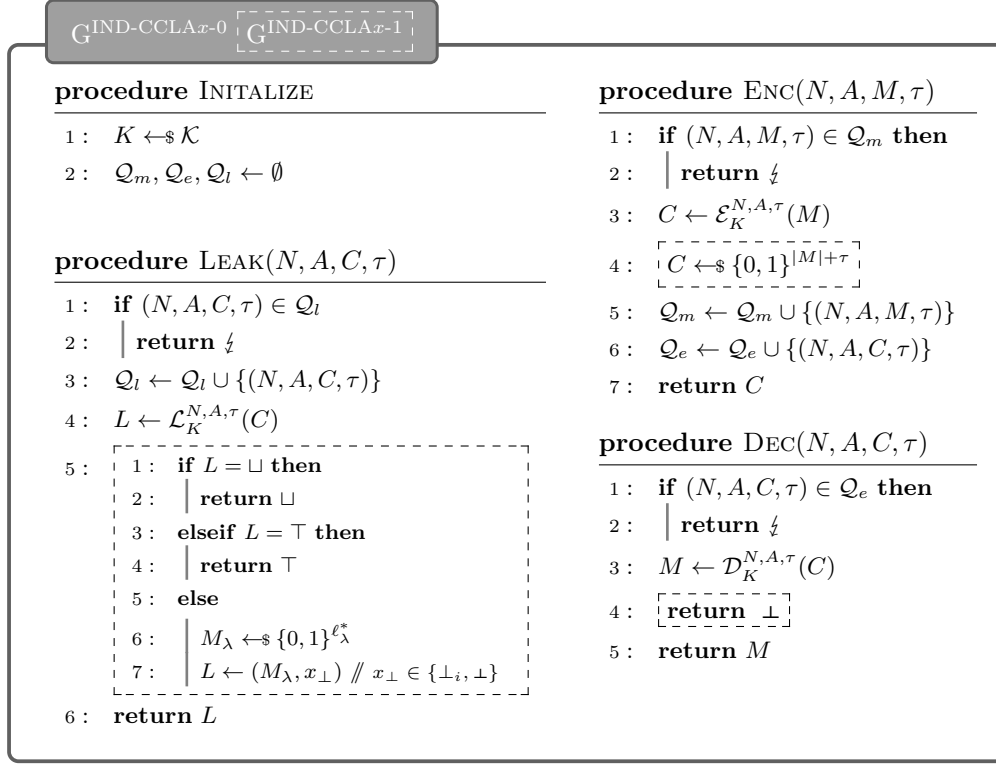 G^{IND-CCLAx-0} G^{IND-CCLAx-1}
procedure INITALIZE
1 : K ←$ 𝒦
2 : 𝒬_m, 𝒬_e, 𝒬_l ← ∅
procedure LEAK(N, A, C, τ)
1 : if (N, A, C, τ) ∈ 𝒬_l
2 : return ↯
3 : 𝒬_l ← 𝒬_l ∪ {(N, A, C, τ)}
4 : L ← ℒ_K^{N,A,τ}(C)
5 :
1 : if L = ⊔ then
2 : return ⊔
3 : elseif L = ⊤ then
4 : return ⊤
5 : else
6 : M_λ ←$ {0, 1}^{ℓ*_λ}
7 : L ← (M_λ, x_⊥) // x_⊥ ∈ {⊥_i, ⊥}
6 : return L
procedure ENC(N, A, M, τ)
1 : if (N, A, M, τ) ∈ 𝒬_m then
2 : return ↯
3 : C ← ℰ_K^{N,A,τ}(M)
4 : C ←$ {0, 1}^{|M|+τ}
5 : 𝒬_m ← 𝒬_m ∪ {(N, A, M, τ)}
6 : 𝒬_e ← 𝒬_e ∪ {(N, A, C, τ)}
7 : return C
procedure DEC(N, A, C, τ)
1 : if (N, A, C, τ) ∈ 𝒬_e then
2 : return ↯
3 : M ← 𝒟_K^{N,A,τ}(C)
4 : return ⊥
5 : return M